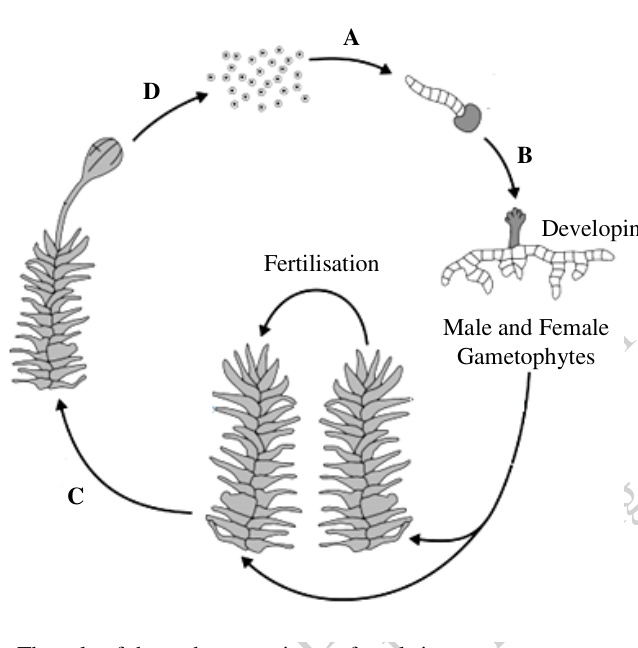 A
D
B
Developin
Fertilisation
Male and Female
Gametophytes
C